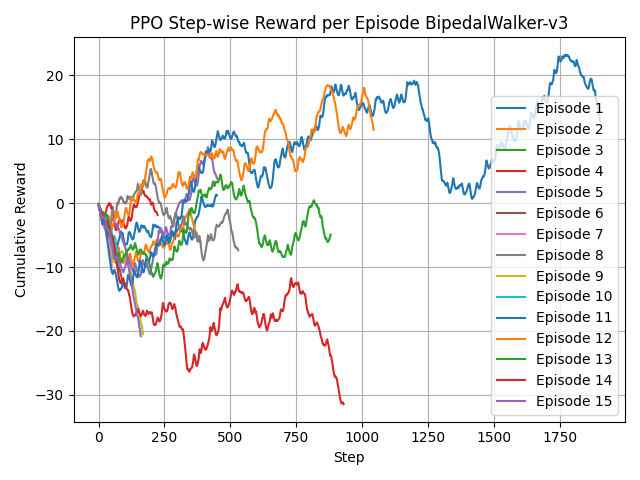 PPO Step-wise Reward per Episode BipedalWalker-v3
Cumulative Reward
20
10
0
−10
−20
−30
0
250
500
750
1000
1250
1500
1750
Step
Episode 1
Episode 2
Episode 3
Episode 4
Episode 5
Episode 6
Episode 7
Episode 8
Episode 9
Episode 10
Episode 11
Episode 12
Episode 13
Episode 14
Episode 15